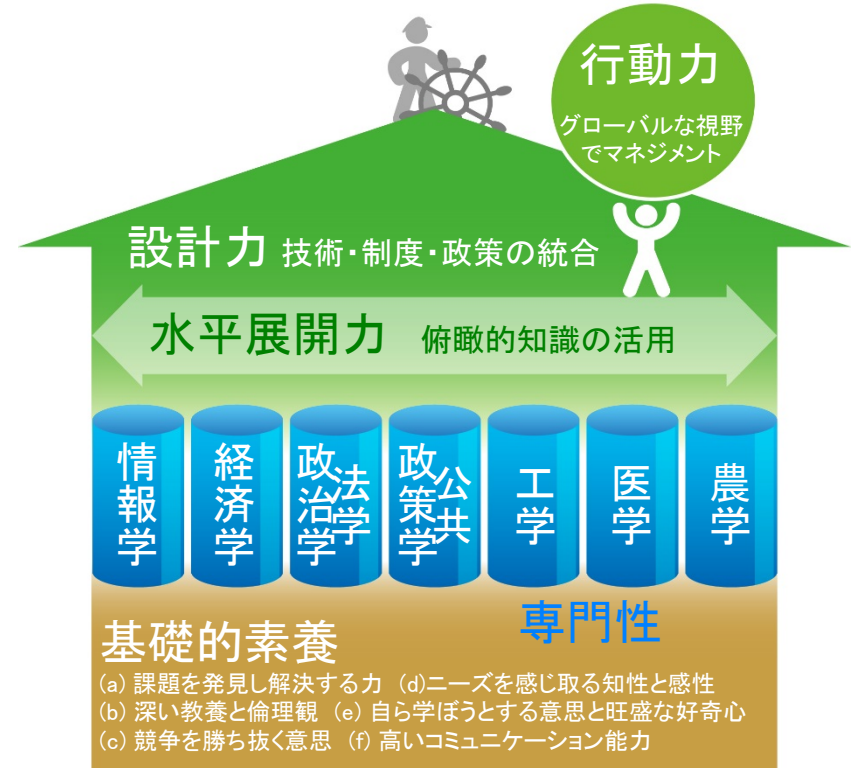 行動力
グローバルな視野
でマネジメント
設計力 技術・制度・政策の統合
水平展開力 俯瞰的知識の活用
情報学
経済学
法学
政治学
公共
政策学
工学
医学
農学
専門性
基礎的素養
(a) 課題を発見し解決する力 (d)ニーズを感じ取る知性と感性
(b) 深い教養と倫理観 (e) 自ら学ぼうとする意思と旺盛な好奇心
(c) 競争を勝ち抜く意思 (f) 高いコミュニケーション能力